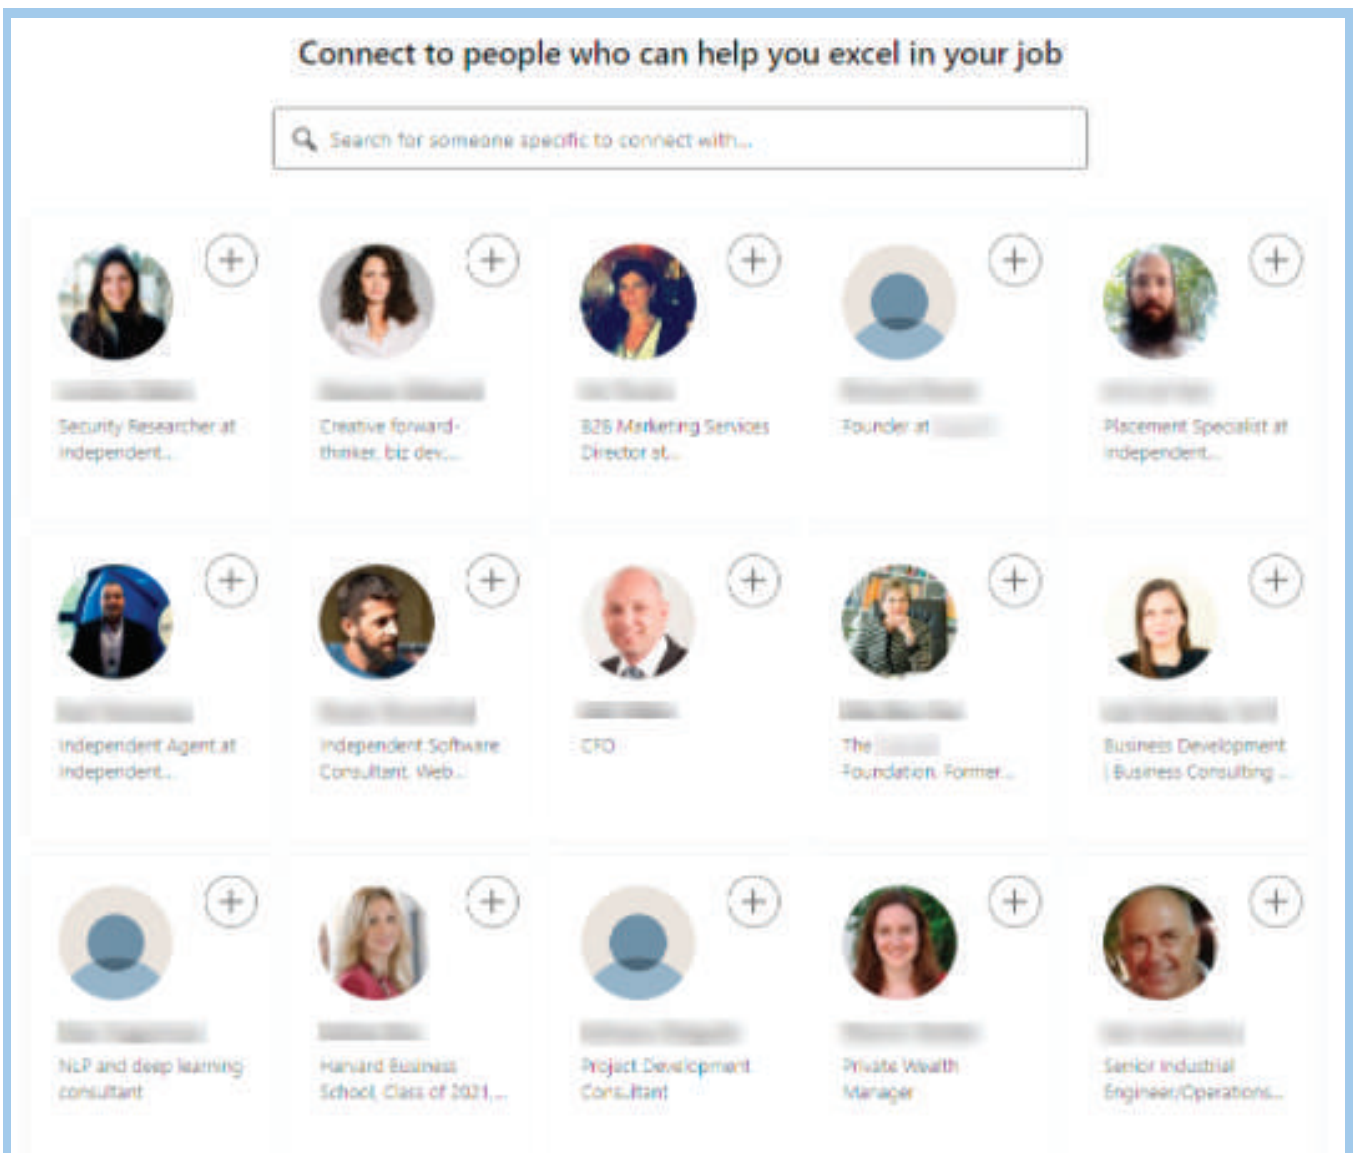 Connect to people who can help you excel in your job
Search for someone specific to connect with...
Security Researcher at
Independent...
Creative forward-
thinker, biz dev,...
B2B Marketing Services
Director at...
Founder at
Placement Specialist at
Independent...
Independent Agent at
Independent...
Independent Software
Consultant, Web...
CFO
The
Foundation, Former...
Business Development
| Business Consulting ...
NLP and deep learning
consultant
Harvard Business
School, Class of 2021,...
Project Development
Consultant
Private Wealth
Manager
Senior Industrial
Engineer/Operations...